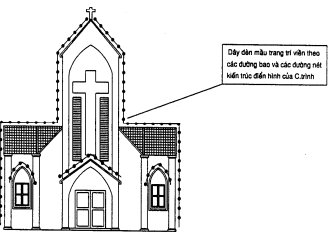 Dây đèn mầu trang trí viền theo
các đường bao và các đường nét
kiến trúc điển hình của C.trình